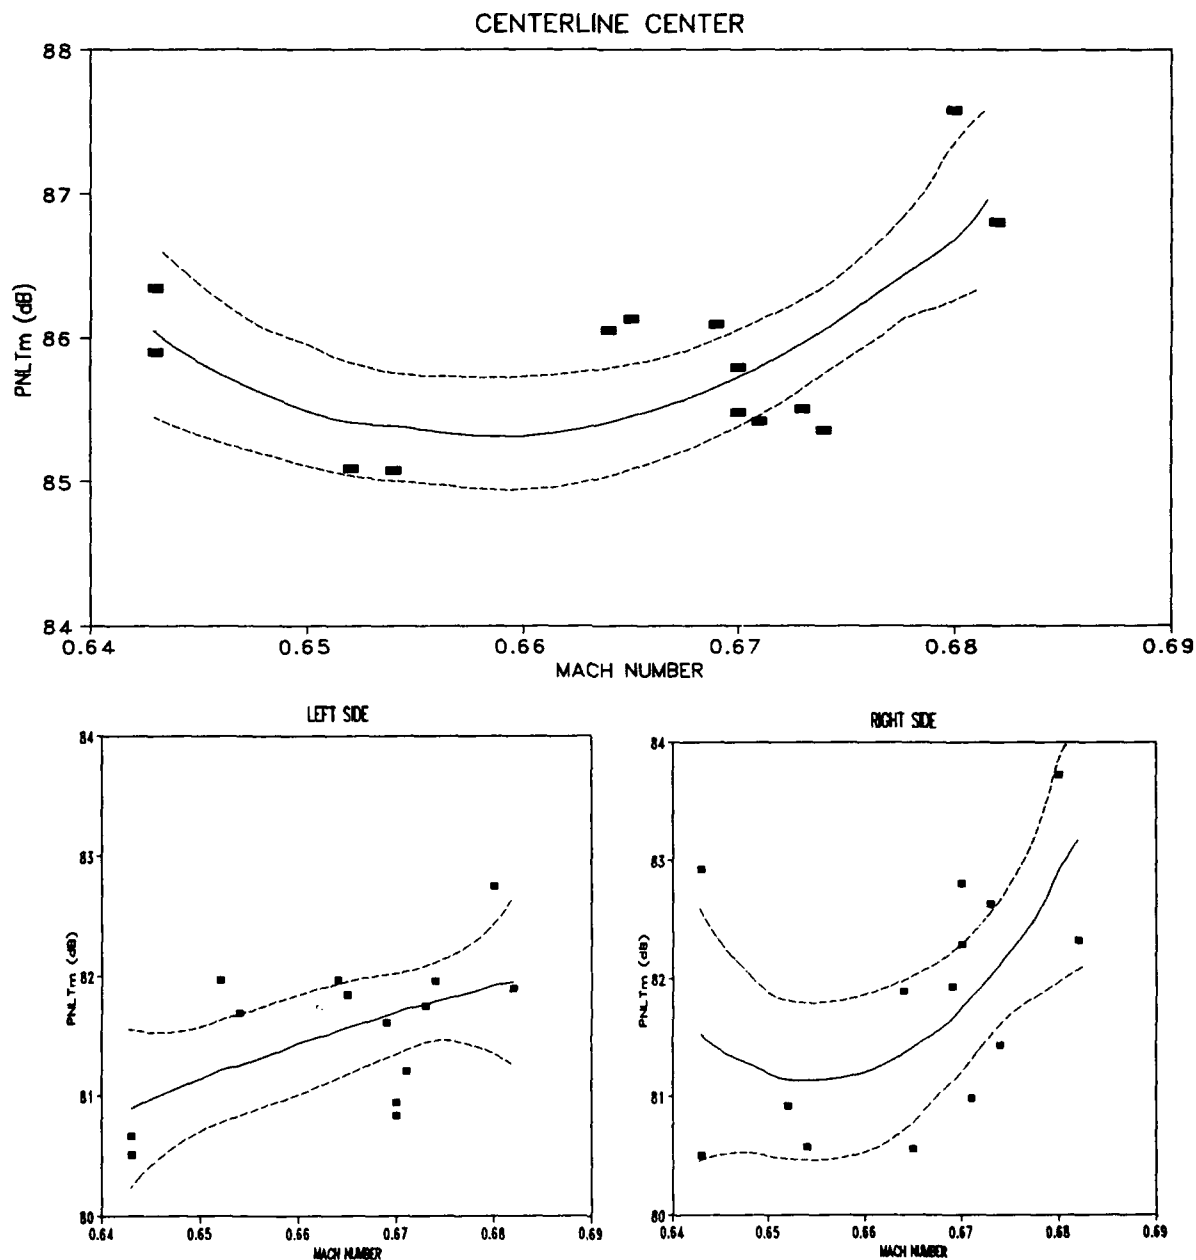 CENTERLINE CENTER
88
87
86
85
84
PNLTm (dB)
0.64 0.65 0.66 0.67 0.68 0.69
MACH NUMBER
LEFT SIDE
84
83
82
81
80
PNLTm (dB)
0.64 0.65 0.66 0.67 0.68 0.69
MACH NUMBER
RIGHT SIDE
84
83
82
81
80
PNLTm (dB)
0.64 0.65 0.66 0.67 0.68 0.69
MACH NUMBER